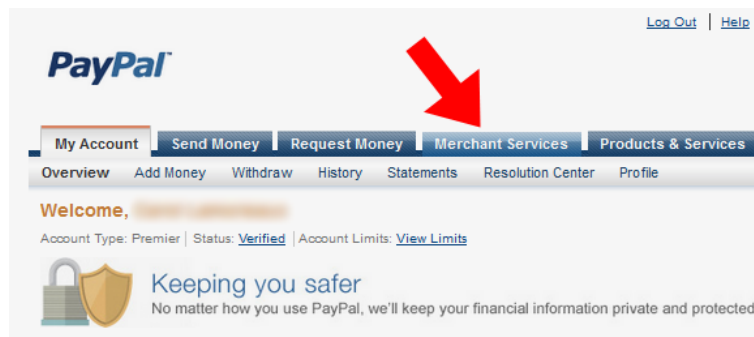 Log Out | Help
PayPal™
My Account Send Money Request Money Merchant Services Products & Services
Overview Add Money Withdraw History Statements Resolution Center Profile
Welcome,
Account Type: Premier | Status: Verified | Account Limits: View Limits
Keeping you safer
No matter how you use PayPal, we'll keep your financial information private and protected